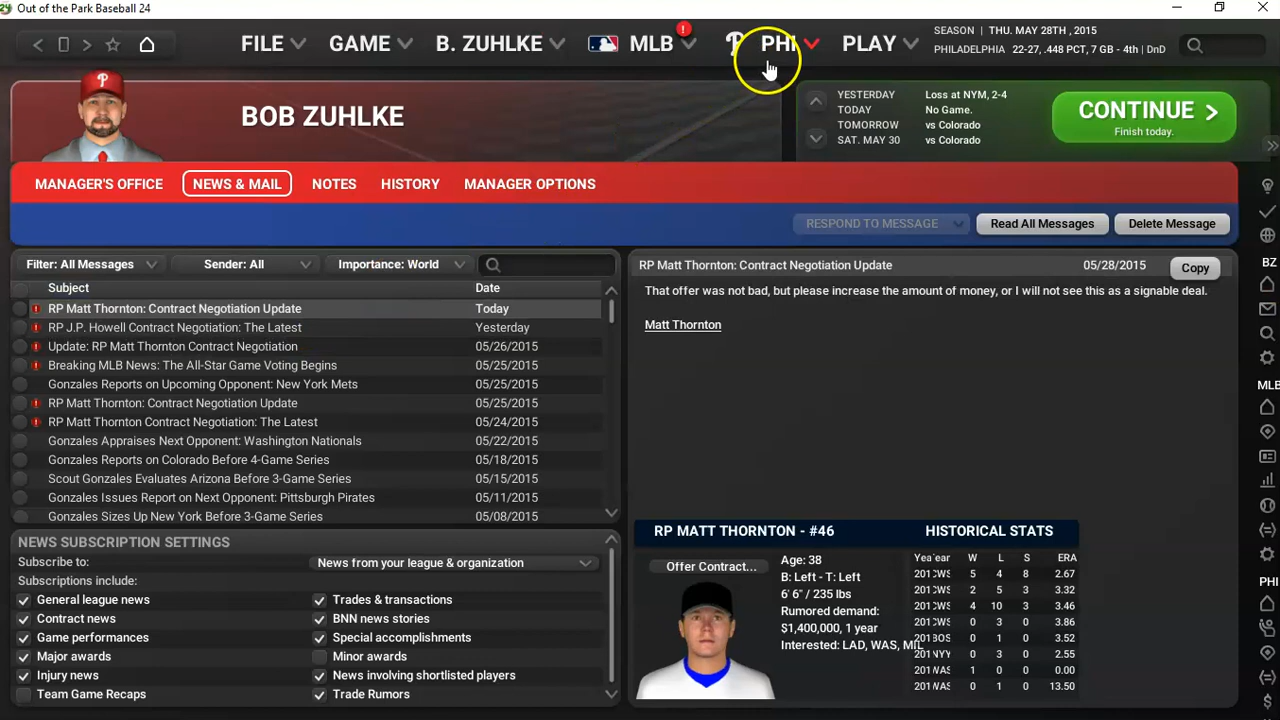 Out of the Park Baseball 24
FILE GAME B. ZUHLKE MLB PHI PLAY
SEASON | THU. MAY 28TH , 2015
PHILADELPHIA 22-27, .448 PCT, 7 GB - 4th | DnD
BOB ZUHLKE
YESTERDAY Loss at NYM, 2-4
TODAY No Game.
TOMORROW vs Colorado
SAT. MAY 30 vs Colorado
CONTINUE
Finish today.
MANAGER'S OFFICE NEWS & MAIL NOTES HISTORY MANAGER OPTIONS
RESPOND TO MESSAGE Read All Messages Delete Message
Filter: All Messages Sender: All Importance: World
Subject Date
RP Matt Thornton: Contract Negotiation Update Today
RP J.P. Howell Contract Negotiation: The Latest Yesterday
Update: RP Matt Thornton Contract Negotiation 05/26/2015
Breaking MLB News: The All-Star Game Voting Begins 05/25/2015
Gonzales Reports on Upcoming Opponent: New York Mets 05/25/2015
RP Matt Thornton: Contract Negotiation Update 05/25/2015
RP Matt Thornton Contract Negotiation: The Latest 05/24/2015
Gonzales Appraises Next Opponent: Washington Nationals 05/22/2015
Gonzales Reports on Colorado Before 4-Game Series 05/18/2015
Scout Gonzales Evaluates Arizona Before 3-Game Series 05/15/2015
Gonzales Issues Report on Next Opponent: Pittsburgh Pirates 05/11/2015
Gonzales Sizes Up New York Before 3-Game Series 05/08/2015
RP Matt Thornton: Contract Negotiation Update 05/28/2015 Copy
That offer was not bad, but please increase the amount of money, or I will not see this as a signable deal.
Matt Thornton
NEWS SUBSCRIPTION SETTINGS
Subscribe to: News from your league & organization
Subscriptions include:
General league news Trades & transactions
Contract news BNN news stories
Game performances Special accomplishments
Major awards Minor awards
Injury news News involving shortlisted players
Team Game Recaps Trade Rumors
RP MATT THORNTON - #46 HISTORICAL STATS
Offer Contract...
Age: 38
B: Left - T: Left
6' 6" / 235 lbs
Rumored demand:
$1,400,000, 1 year
Interested: LAD, WAS, MIL
W L S ERA
5 4 8 2.67
2 5 3 3.32
4 10 3 3.46
0 3 1 3.86
0 1 0 3.52
0 3 0 2.55
1 0 0 0.00
0 1 0 13.50
BZ
MLB
PHI